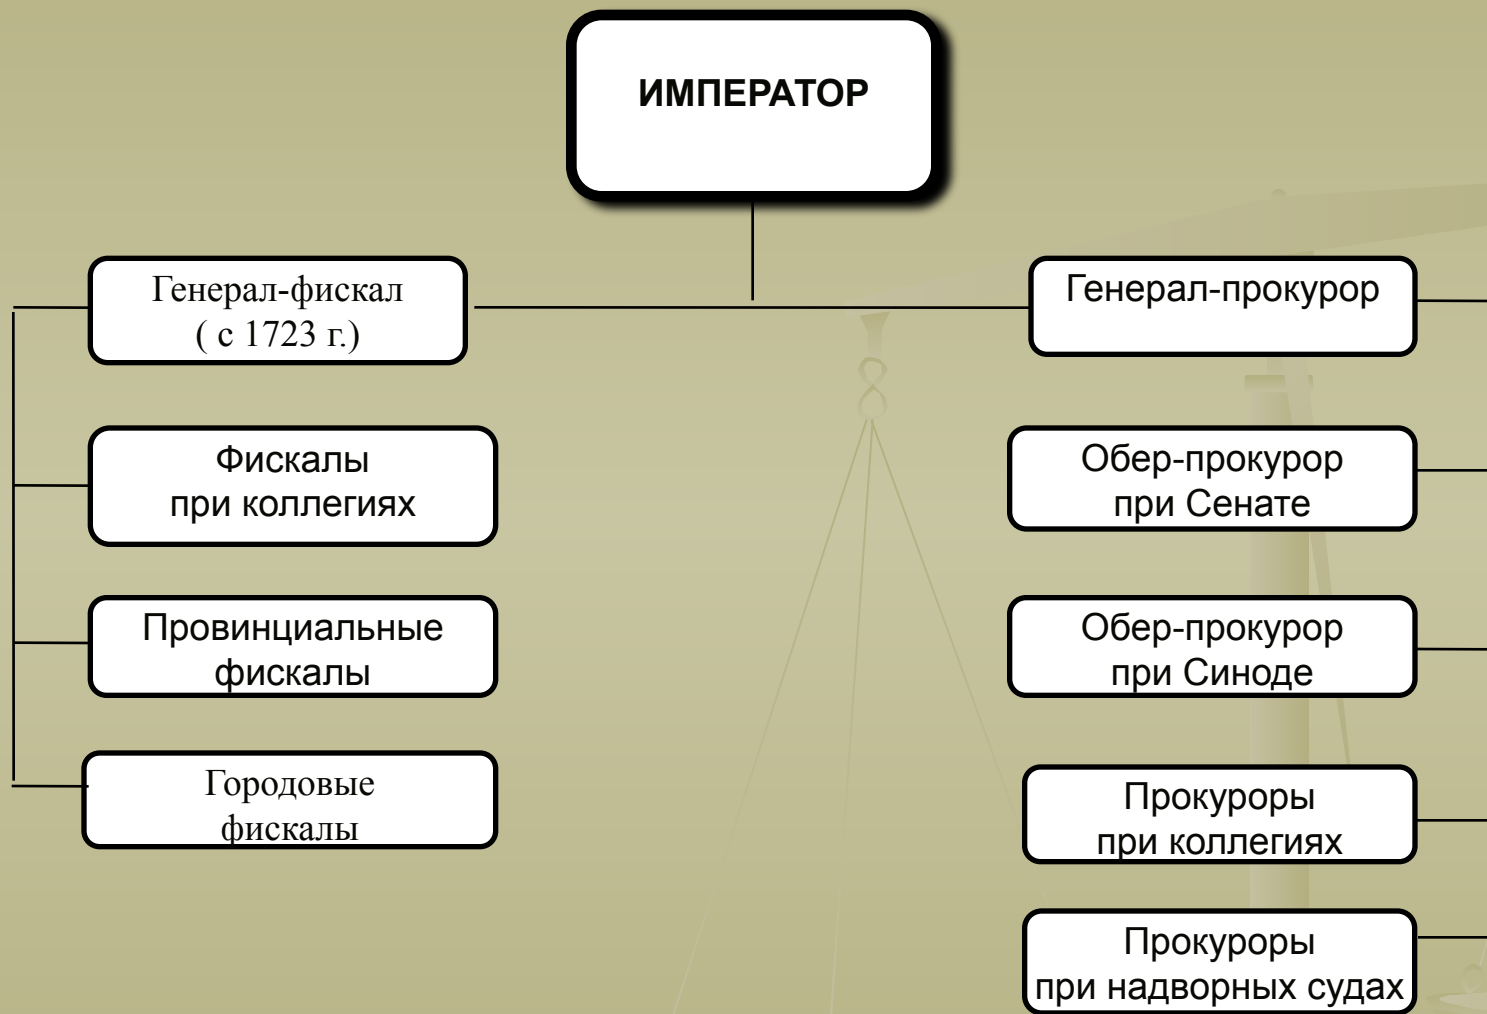 ИМПЕРАТОР
Генерал-фискал
( с 1723 г.)
Фискалы
при коллегиях
Провинциальные
фискалы
Городовые
фискалы
Генерал-прокурор
Обер-прокурор
при Сенате
Обер-прокурор
при Синоде
Прокуроры
при коллегиях
Прокуроры
при надворных судах